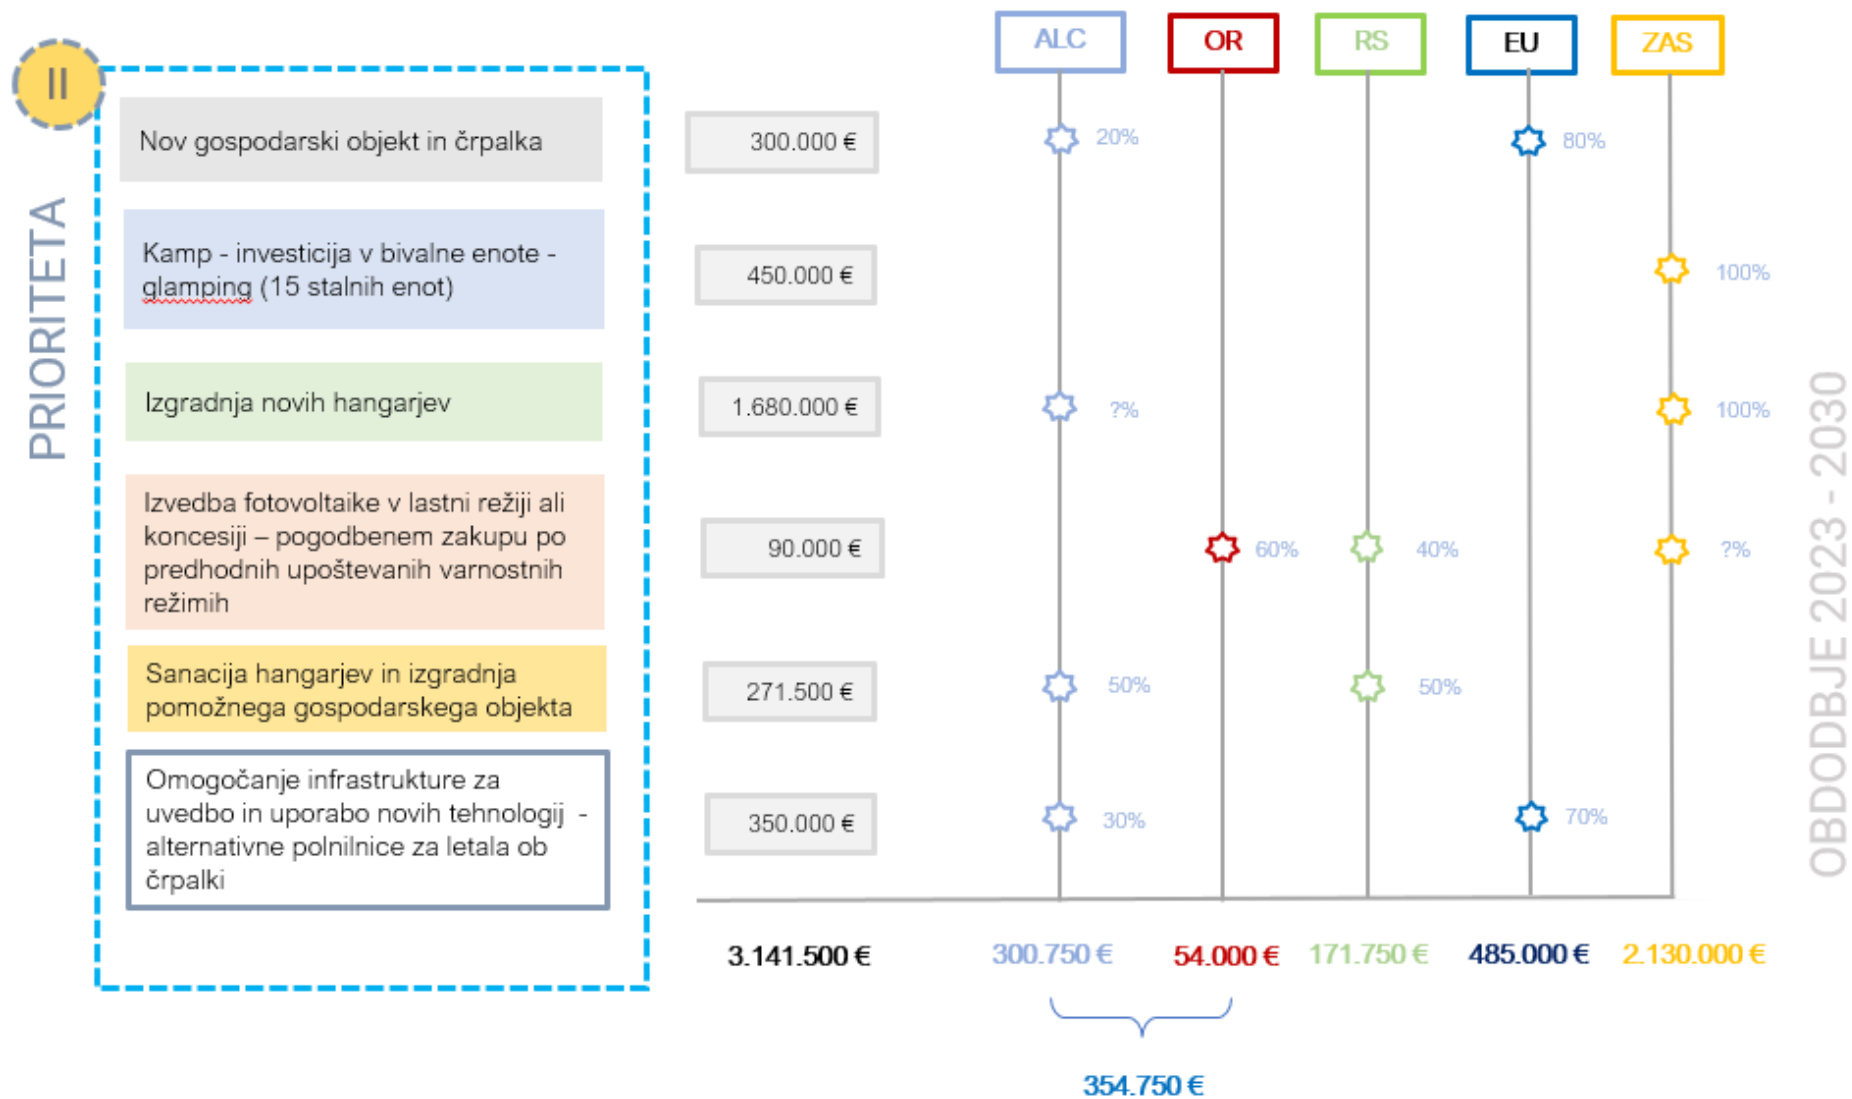 ALC OR RS EU ZAS
II
PRIORITETA
Nov gospodarski objekt in črpalka
300.000 €
20%
80%
Kamp - investicija v bivalne enote -
glamping (15 stalnih enot)
450.000 €
100%
Izgradnja novih hangarjev
1.680.000 €
?%
100%
Izvedba fotovoltaike v lastni režiji ali
koncesiji – pogodbenem zakupu po
predhodnih upoštevanih varnostnih
režimih
90.000 €
60%
40%
?%
Sanacija hangarjev in izgradnja
pomožnega gospodarskega objekta
271.500 €
50%
50%
Omogočanje infrastrukture za
uvedbo in uporabo novih tehnologij -
alternativne polnilnice za letala ob
črpalki
350.000 €
30%
70%
3.141.500 € 300.750 € 54.000 € 171.750 € 485.000 € 2.130.000 €
354.750 €
OBDODBJE 2023 - 2030